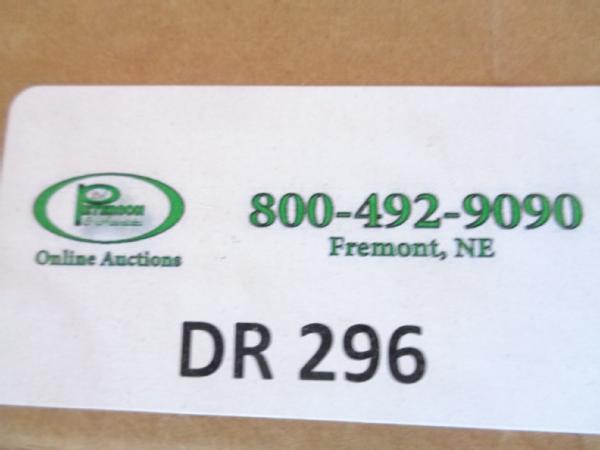 800-492-9090
Fremont, NE
Online Auctions
DR 296